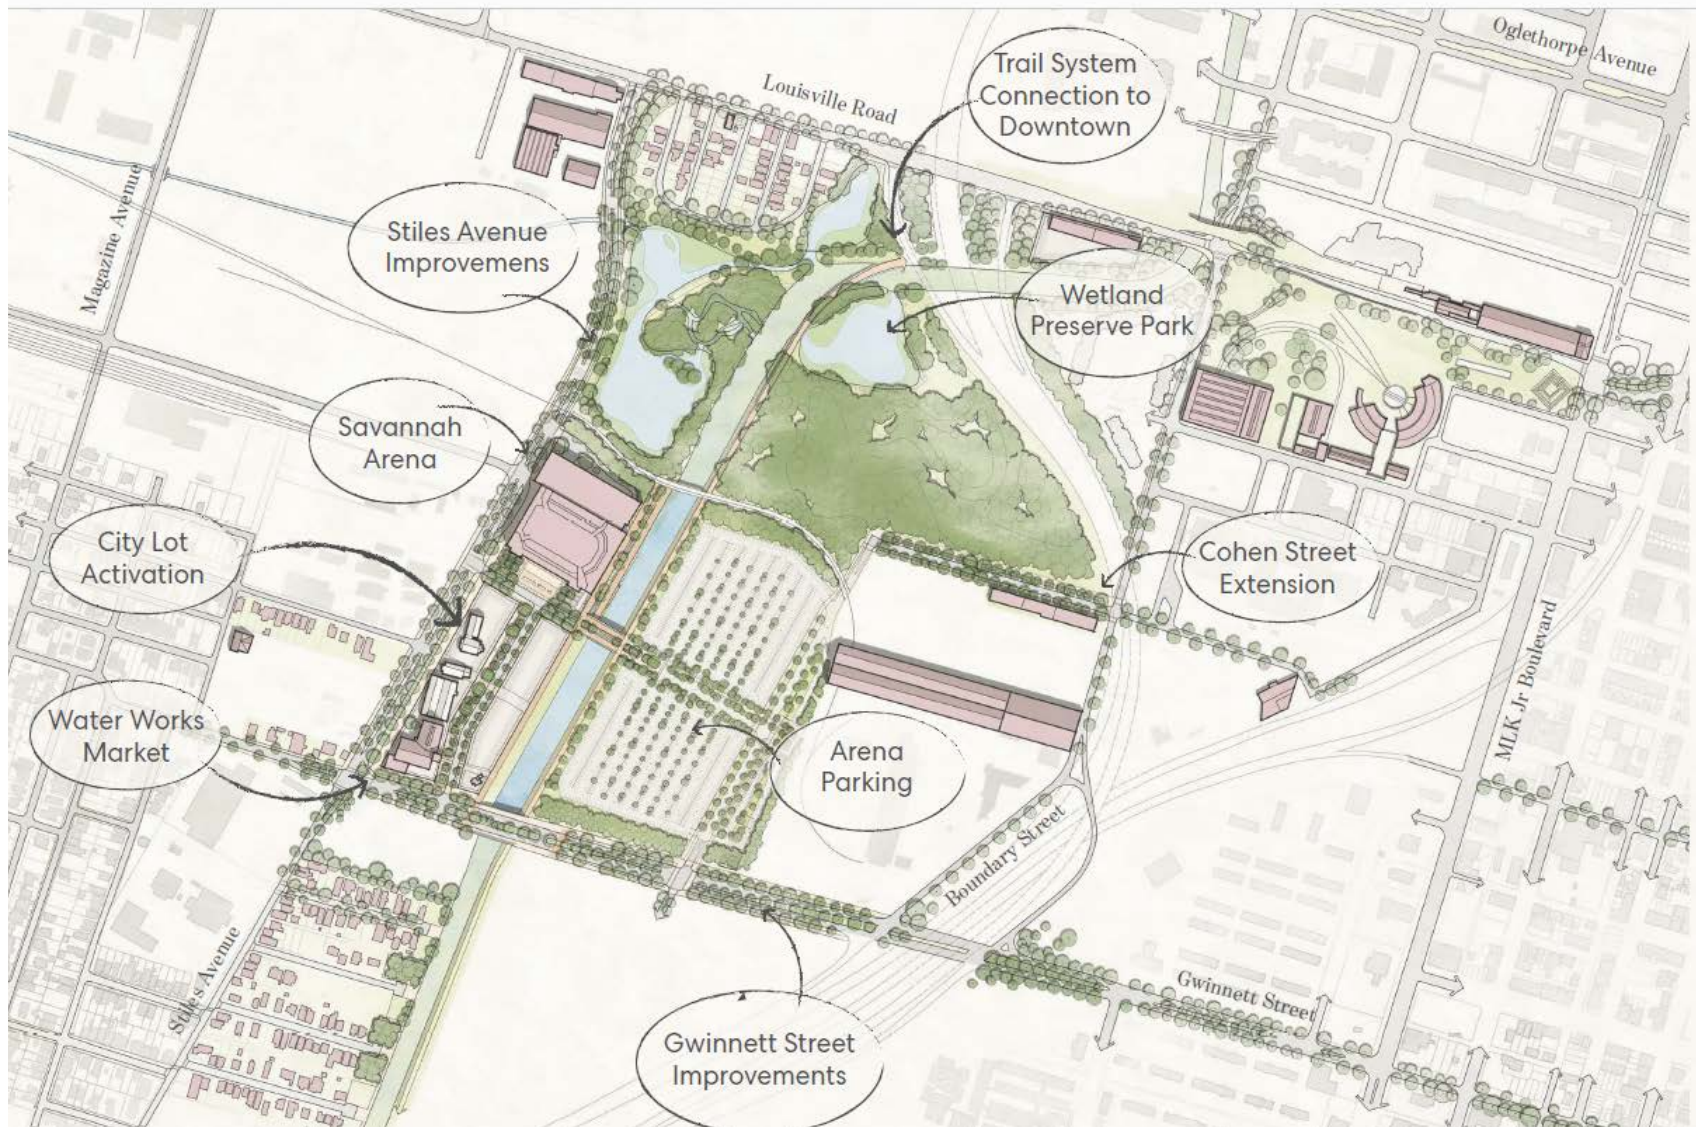 Oglethorpe Avenue
Trail System
Connection to
Downtown
Louisville Road
Magazine Avenue
Stiles Avenue
Improvemens
Wetland
Preserve Park
Savannah
Arena
City Lot
Activation
Cohen Street
Extension
Water Works
Market
Arena
Parking
MLK Jr Boulevard
Boundary Street
Stiles Avenue
Gwinnett Street
Gwinnett Street
Improvements